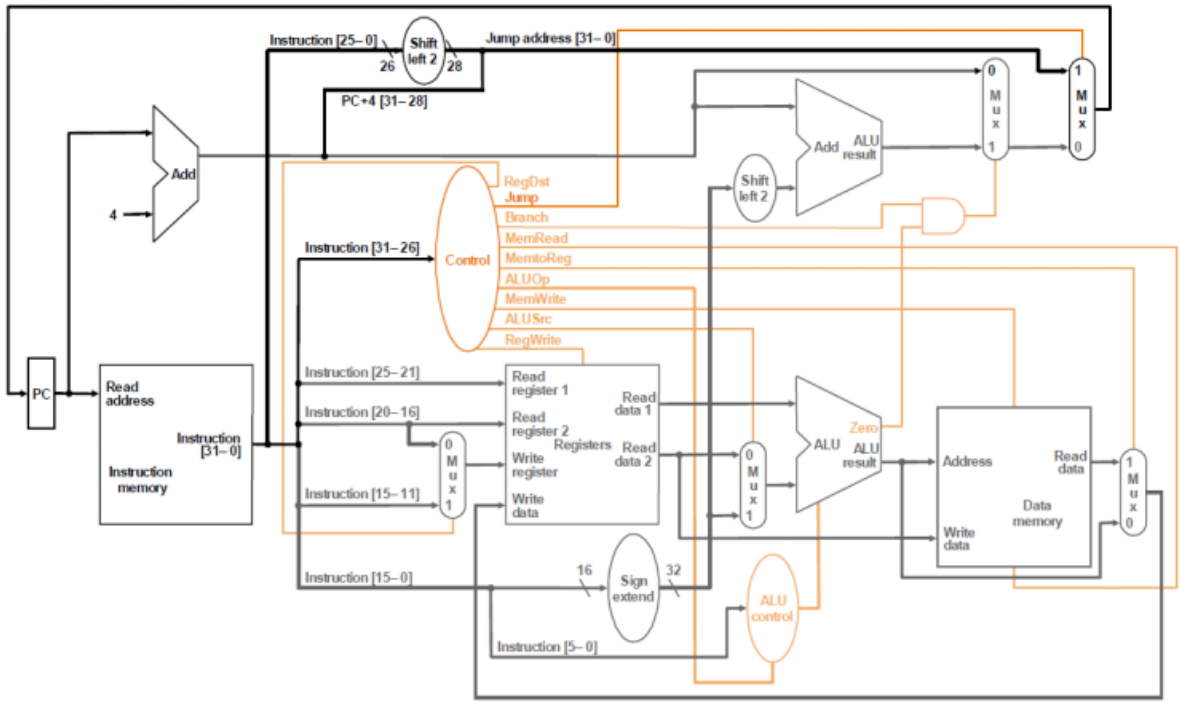 Instruction [25–0]
26
Shift
left 2
28
Jump address [31–0]
PC+4 [31–28]
Add
4
0
M
u
x
1
1
M
u
x
0
Add
ALU
result
Shift
left 2
RegDst
Jump
Branch
MemRead
MemtoReg
ALUOp
MemWrite
ALUSrc
RegWrite
Control
Instruction [31–26]
PC
Read
address
Instruction
[31–0]
Instruction
memory
Instruction [25–21]
Instruction [20–16]
Instruction [15–11]
0
M
u
x
1
Read
register 1
Read
register 2
Write
register
Write
data
Registers
Read
data 1
Read
data 2
0
M
u
x
1
Zero
ALU
ALU
result
Address
Write
data
Read
data
Data
memory
1
M
u
x
0
Instruction [15–0]
16
Sign
extend
32
ALU
control
Instruction [5–0]